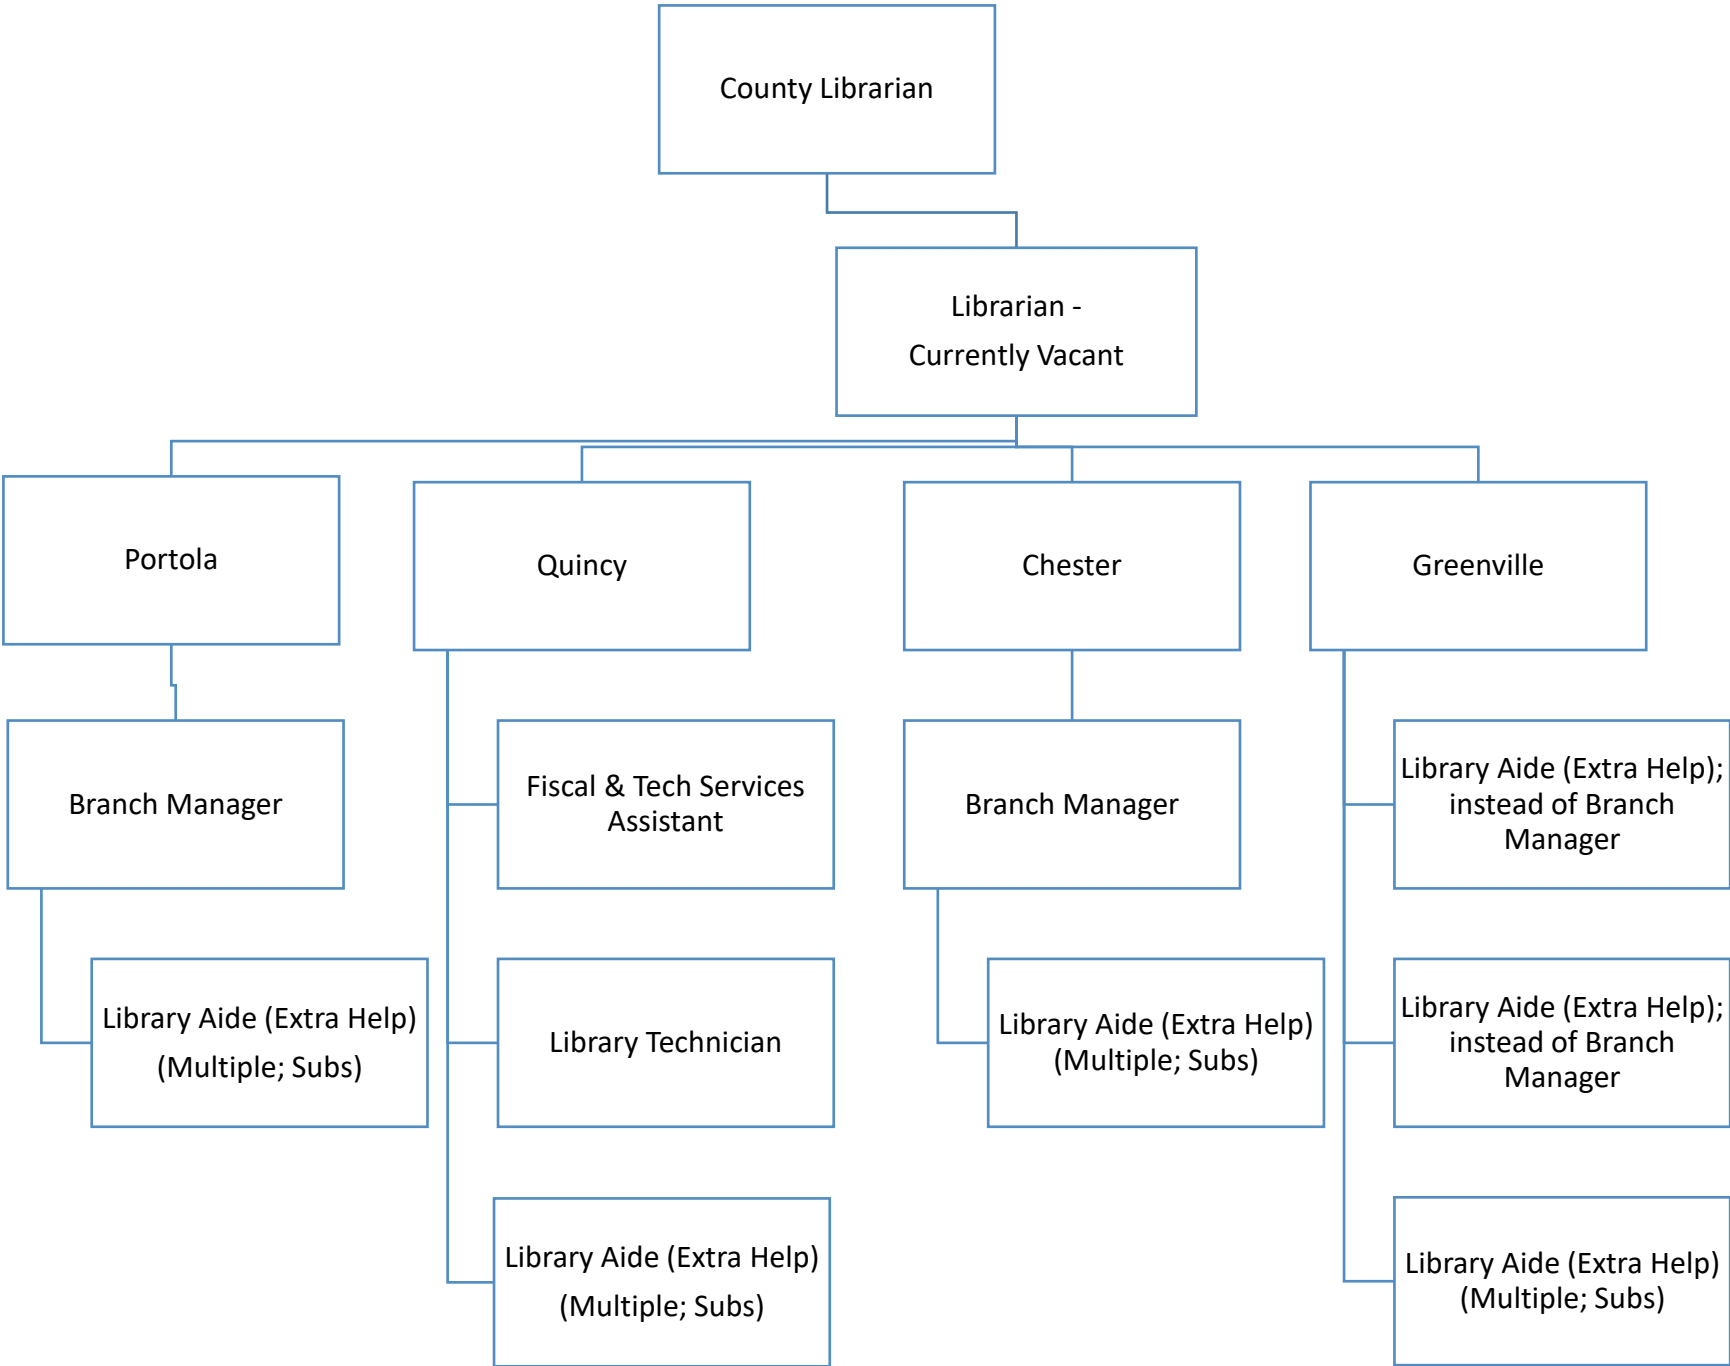 County Librarian
Librarian -
Currently Vacant
Portola
Quincy
Chester
Greenville
Branch Manager
Fiscal & Tech Services
Assistant
Branch Manager
Library Aide (Extra Help);
instead of Branch
Manager
Library Aide (Extra Help)
(Multiple; Subs)
Library Technician
Library Aide (Extra Help)
(Multiple; Subs)
Library Aide (Extra Help);
instead of Branch
Manager
Library Aide (Extra Help)
(Multiple; Subs)
Library Aide (Extra Help)
(Multiple; Subs)